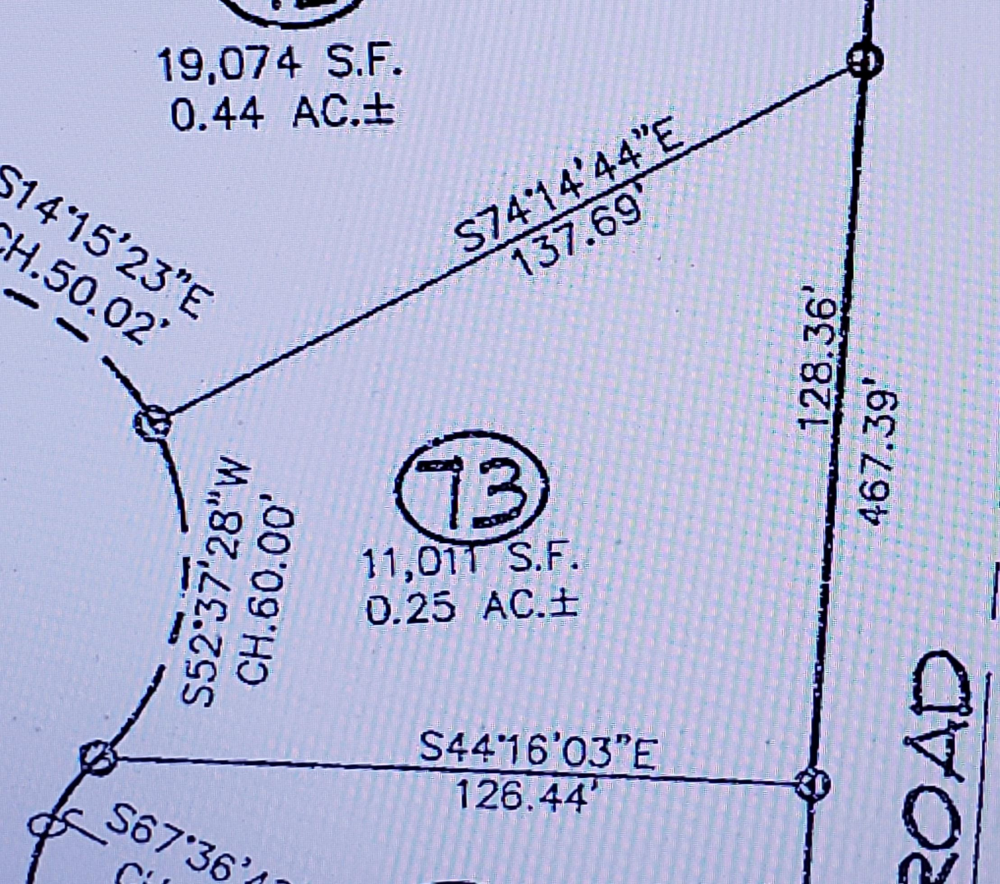 19,074 S.F.
0.44 AC.±
S74°14'44"E
137.69'
S14°15'23"E
CH.50.02'
128.36'
467.39'
73
11,011 S.F.
0.25 AC.±
S52°37'28"W
CH.60.00'
S44°16'03"E
126.44'
ROAD
S67°36'